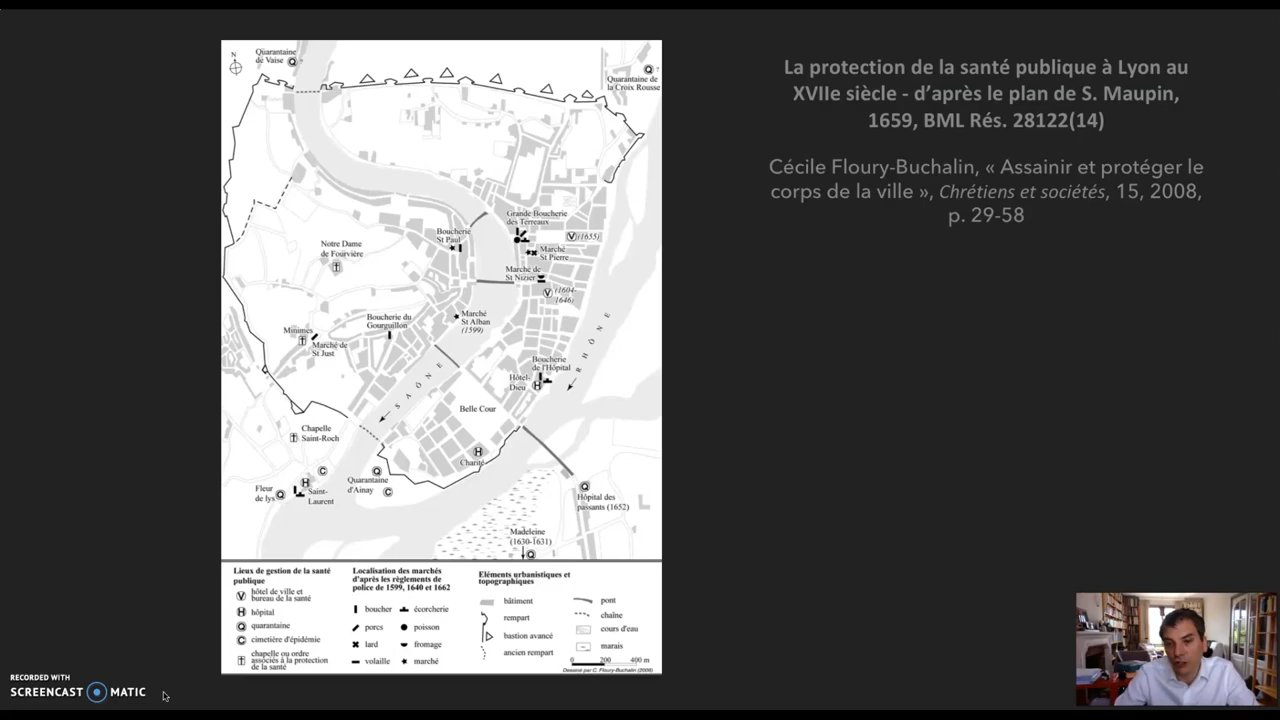 La protection de la santé publique à Lyon au
XVIIe siècle - d'après le plan de S. Maupin,
1659, BML Rés. 28122(14)
Cécile Floury-Buchalin, « Assainir et protéger le
corps de la ville », Chrétiens et sociétés, 15, 2008,
p. 27-58
N
Quarantaine
de Vaise
Q ?
Q ?
Quarantaine de
la Croix Rousse
Grande Boucherie
des Terreaux
Boucherie
St Paul
V (1655)
Marché
St Pierre
Notre Dame
de Fourvière
Marché de
St Nizier
V (1604-
1646)
Marché
St Alban
(1599)
Boucherie du
Gourguillon
Minimes
Marché de
St Just
RHÔNE
SAÔNE
Boucherie
de l'Hôpital
Hôtel-
Dieu
H
Belle Cour
Chapelle
Saint-Roch
H
Charité
C
Q
Quarantaine
d'Ainay
C
H
Fleur
de lys
Q
Saint-
Laurent
Q
Hôpital des
passants (1652)
Madeleine
(1630-1631)
Q
Lieux de gestion de la santé
publique
V hôtel de ville et
bureau de la santé
H hôpital
Q quarantaine
C cimetière d'épidémie
chapelle ou ordre
associés à la protection
de la santé
Localisation des marchés
d'après les règlements de
police de 1599, 1640 et 1662
boucher
écorcherie
porcs
poisson
lard
fromage
volaille
marché
Eléments urbanistiques et
topographiques
bâtiment
rempart
bastion avancé
ancien rempart
pont
chaîne
cours d'eau
marais
0 200 400 m
Dessiné par C. Floury-Buchalin (2006)
RECORDED WITH
SCREENCAST MATIC